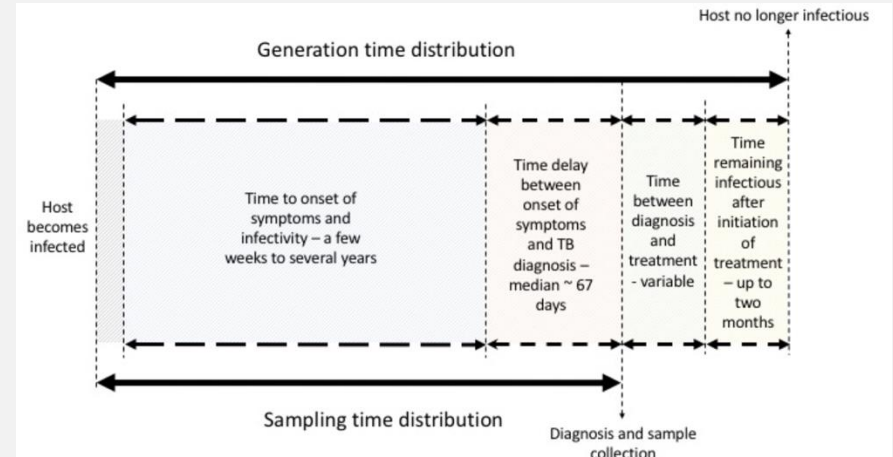 Host no longer infectious
Generation time distribution
Host
becomes
infected
Time to onset of
symptoms and
infectivity – a few
weeks to several years
Time delay
between
onset of
symptoms
and TB
diagnosis –
median ~ 67
days
Time
between
diagnosis
and
treatment
- variable
Time
remaining
infectious
after
initiation
of
treatment
– up to
two
months
Sampling time distribution
Diagnosis and sample
collection